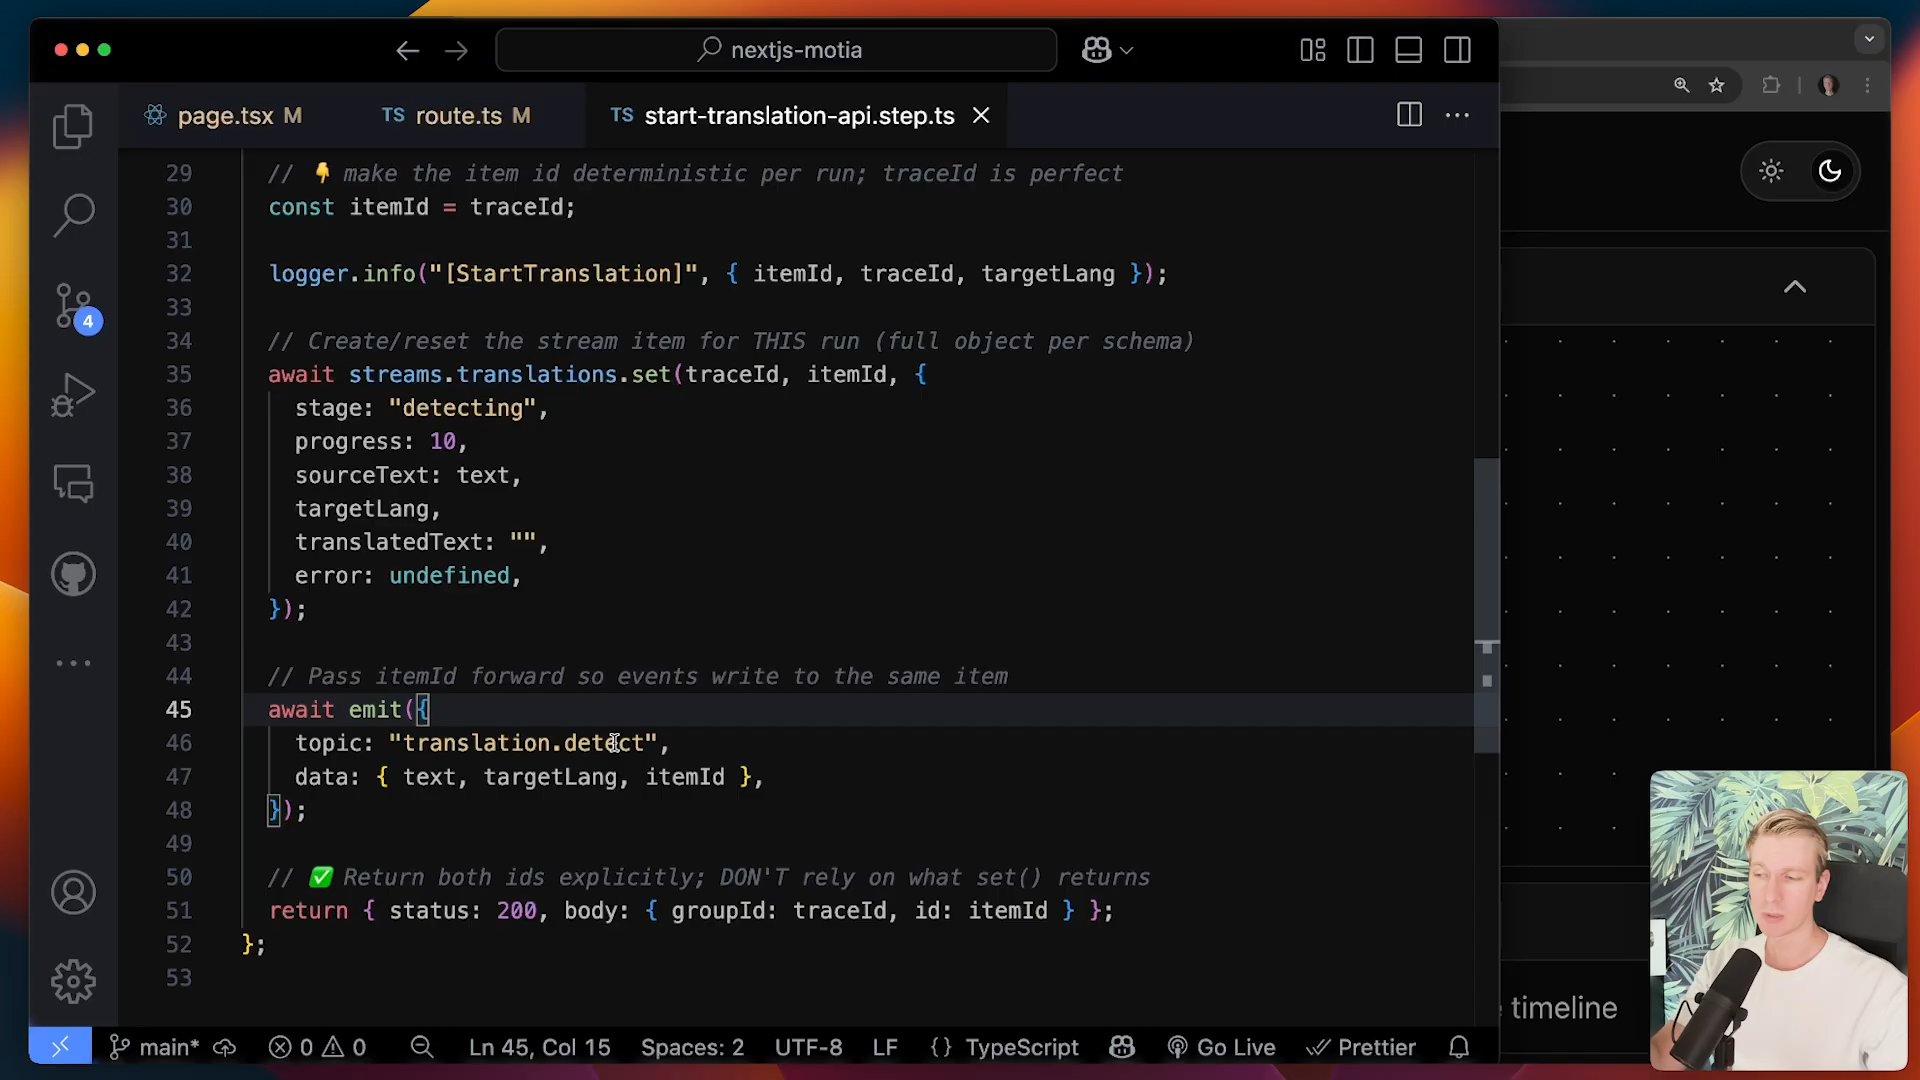 nextjs-motia
page.tsx M
TS route.ts M
TS start-translation-api.step.ts
29 // 👇 make the item id deterministic per run; traceId is perfect
30 const itemId = traceId;
31
32 logger.info("[StartTranslation]", { itemId, traceId, targetLang });
33
34 // Create/reset the stream item for THIS run (full object per schema)
35 await streams.translations.set(traceId, itemId, {
36 stage: "detecting",
37 progress: 10,
38 sourceText: text,
39 targetLang,
40 translatedText: "",
41 error: undefined,
42 });
43
44 // Pass itemId forward so events write to the same item
45 await emit({
46 topic: "translation.detect",
47 data: { text, targetLang, itemId },
48 });
49
50 // ✅ Return both ids explicitly; DON'T rely on what set() returns
51 return { status: 200, body: { groupId: traceId, id: itemId } };
52 };
53
4
timeline
main* 0 0 Ln 45, Col 15 Spaces: 2 UTF-8 LF {} TypeScript Go Live Prettier